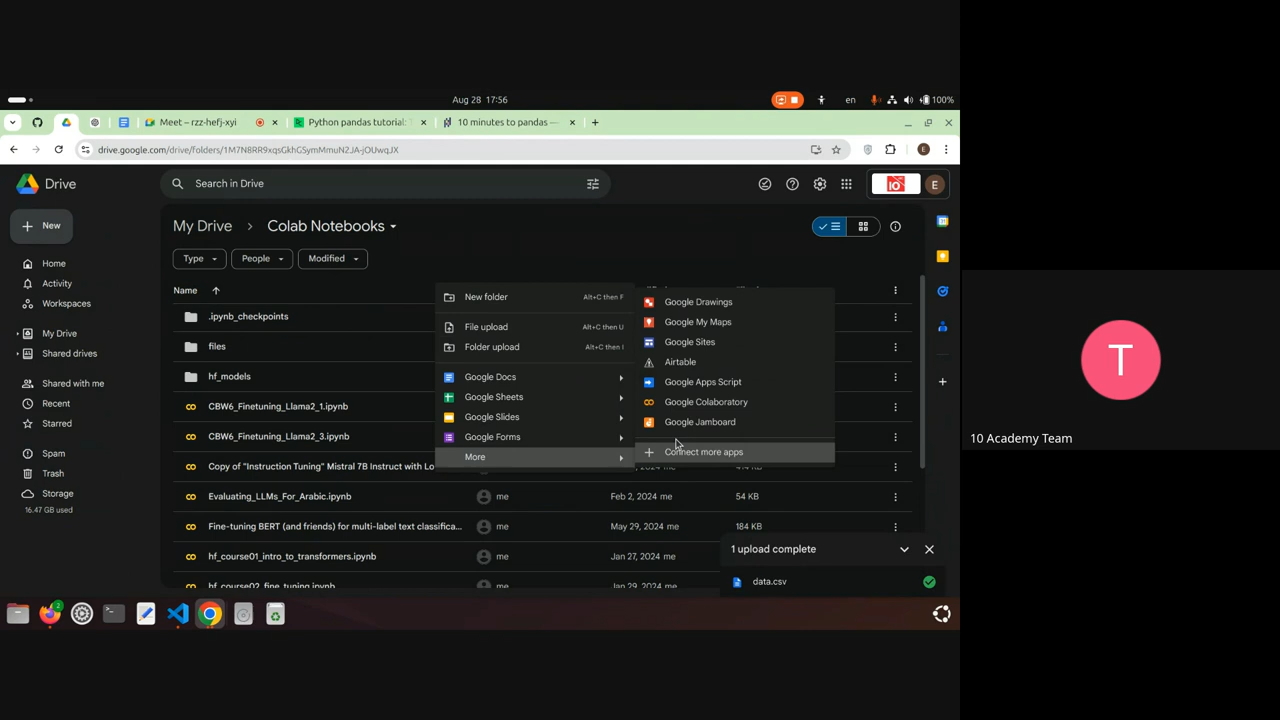 Aug 28 17:56
en
100%
Meet – rzz-hefj-xyi
Python pandas tutorial:
10 minutes to pandas —
drive.google.com/drive/folders/1M7N8RR9xqsGkhGSymMmuN2JA-jOUwqJX
E
Drive
Search in Drive
10
E
New
My Drive
Colab Notebooks
Type
People
Modified
Home
Activity
Workspaces
My Drive
Shared drives
Shared with me
Recent
Starred
Spam
Trash
Storage
16.47 GB used
Name
.ipynb_checkpoints
files
hf_models
CBW6_Finetuning_Llama2_1.ipynb
CBW6_Finetuning_Llama2_3.ipynb
Copy of "Instruction Tuning" Mistral 7B Instruct with Lo
Evaluating_LLMs_For_Arabic.ipynb
me
Feb 2, 2024 me
54 KB
Fine-tuning BERT (and friends) for multi-label text classifica...
me
May 29, 2024 me
184 KB
hf_course01_intro_to_transformers.ipynb
me
Jan 27, 2024 me
hf_course02_fine_tuning.ipynb
me
Jan 29, 2024 me
New folder
Alt+C then F
File upload
Alt+C then U
Folder upload
Alt+C then I
Google Docs
Google Sheets
Google Slides
Google Forms
More
Google Drawings
Google My Maps
Google Sites
Airtable
Google Apps Script
Google Colaboratory
Google Jamboard
Connect more apps
1 upload complete
data.csv
T
10 Academy Team